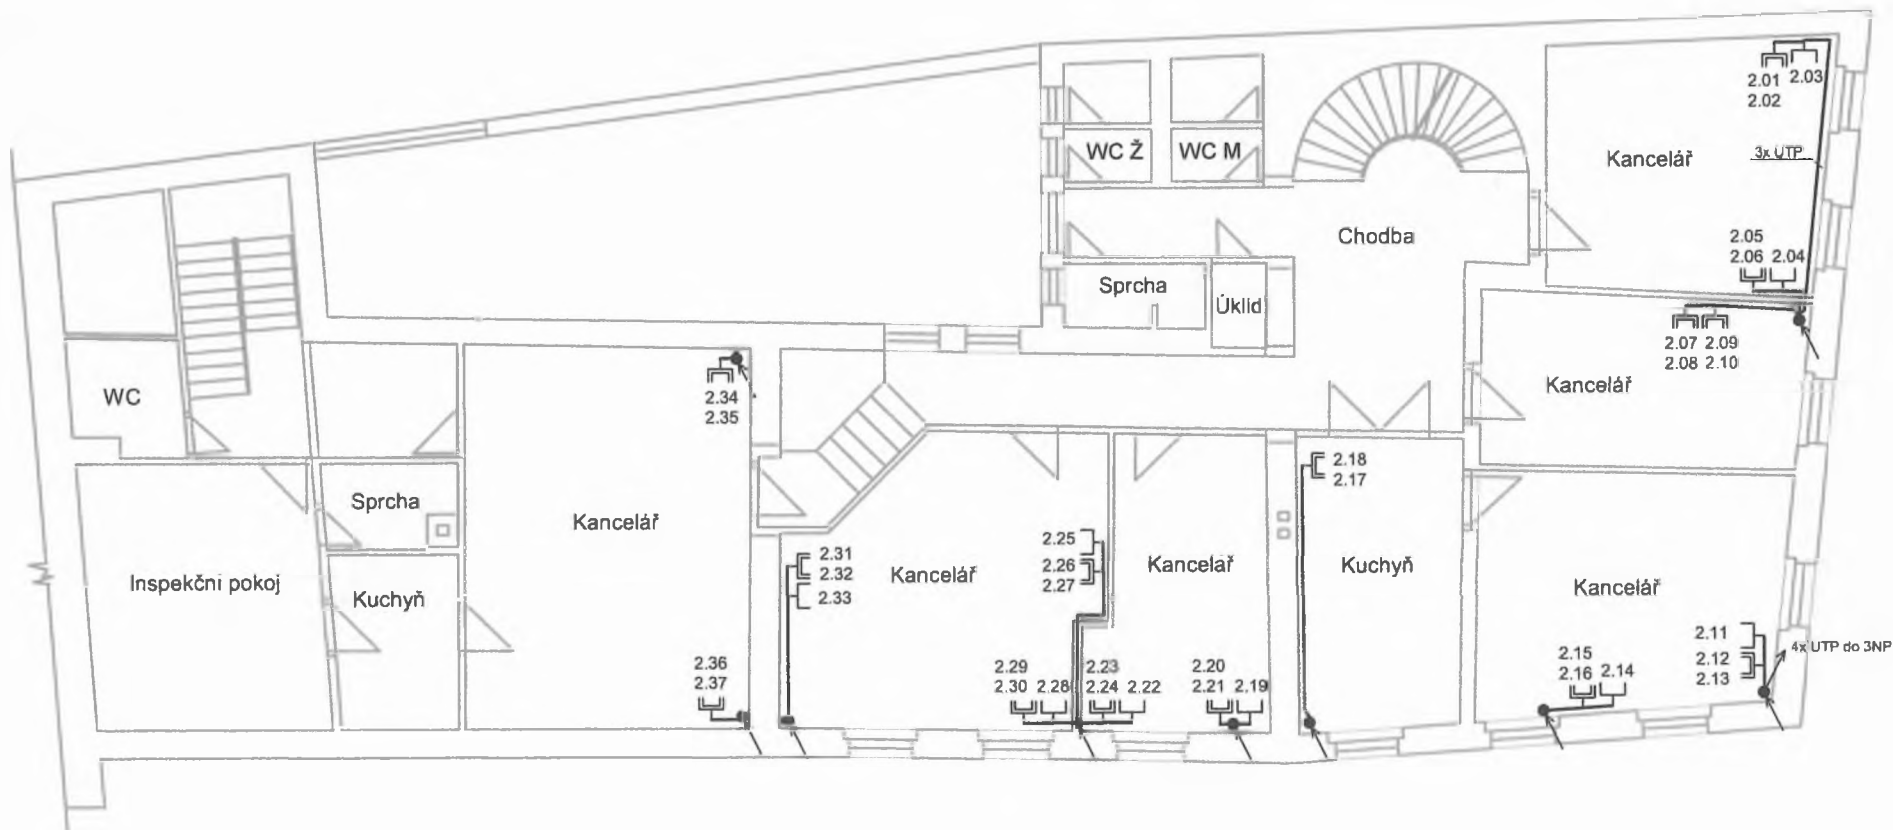 2.01 2.03
2.02
WC Ž
WC M
Kancelář
3x UTP
Chodba
2.05
2.06 2.04
Sprcha
Úklid
2.07 2.09
2.08 2.10
Kancelář
WC
2.34
2.35
2.18
2.17
Sprcha
Kancelář
2.25
2.26
2.27
2.31
2.32
2.33
Kancelář
Kancelář
Kuchyň
Inspekční pokoj
Kuchyň
Kancelář
2.11
2.12
2.13
4x UTP do 3NP
2.15
2.16 2.14
2.36
2.37
2.29
2.30 2.28
2.23
2.24 2.22
2.20
2.21 2.19